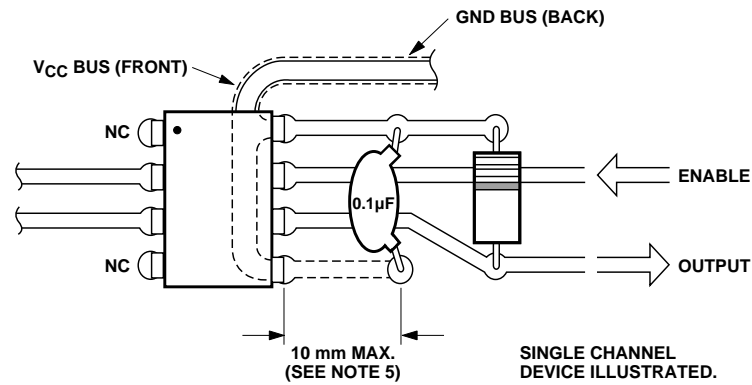 GND BUS (BACK)
VCC BUS (FRONT)
NC
ENABLE
0.1µF
NC
OUTPUT
10 mm MAX.
(SEE NOTE 5)
SINGLE CHANNEL
DEVICE ILLUSTRATED.